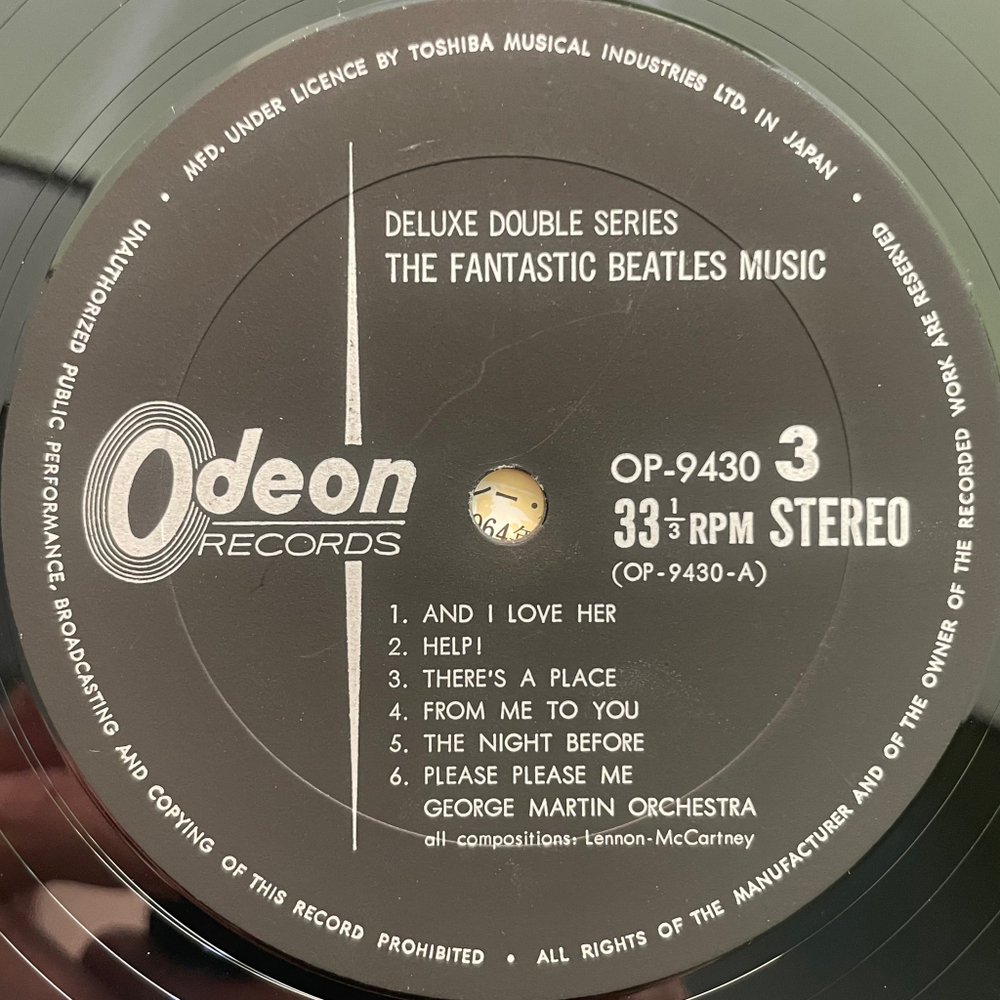 MFD. UNDER LICENCE BY TOSHIBA MUSICAL INDUSTRIES LTD. IN JAPAN
DELUXE DOUBLE SERIES
THE FANTASTIC BEATLES MUSIC
Odeon
RECORDS
OP-9430 3
33 1/3 RPM STEREO
(OP-9430-A)
1. AND I LOVE HER
2. HELP!
3. THERE'S A PLACE
4. FROM ME TO YOU
5. THE NIGHT BEFORE
6. PLEASE PLEASE ME
GEORGE MARTIN ORCHESTRA
all compositions: Lennon-McCartney
UNAUTHORIZED PUBLIC PERFORMANCE, BROADCASTING AND COPYING OF THIS RECORD PROHIBITED • ALL RIGHTS OF THE MANUFACTURER AND OF THE OWNER OF THE RECORDED WORK ARE RESERVED •